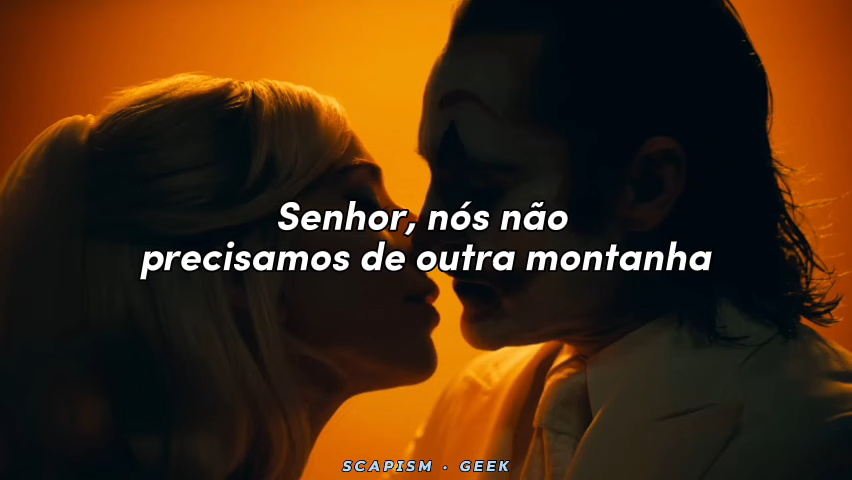 Senhor, nós não
precisamos de outra montanha
SCAPISM · GEEK